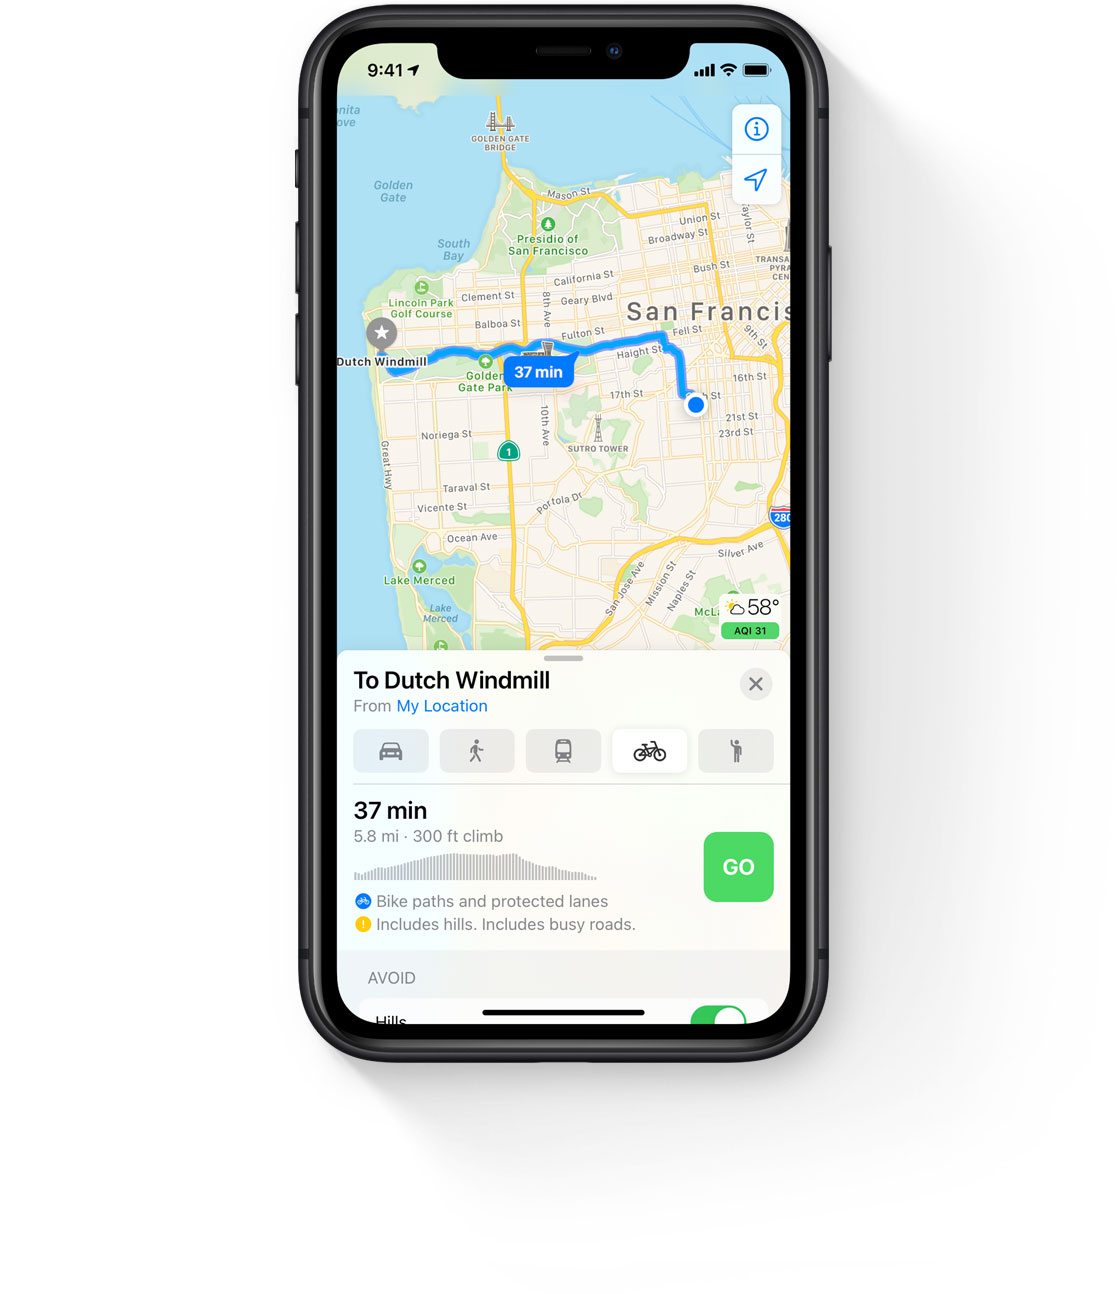 9:41
nita
ove
GOLDEN GATE
BRIDGE
Golden
Gate
Mason St
Union St
Taylor St
Broadway St
South
Bay
Presidio of
San Francisco
TRANSA
PYRA
CEN
Bush St
California St
Lincoln Park
Golf Course
Clement St
8th Ave
Geary Blvd
San Francis
Balboa St
Fulton St
Fell St
9th St
Dutch Windmill
Haight St
Golden
Gate Park
37 min
16th St
17th St
h St
10th Ave
21st St
23rd St
Noriega St
SUTRO TOWER
1
Great Hwy
Taraval St
Vicente St
Portola Dr
280
Ocean Ave
Silver Ave
Lake Merced
San Jose Ave
Mission St
Naples St
Lake
Merced
McLa
58°
AQI 31
To Dutch Windmill
From My Location
37 min
5.8 mi · 300 ft climb
GO
Bike paths and protected lanes
Includes hills. Includes busy roads.
AVOID
Hills